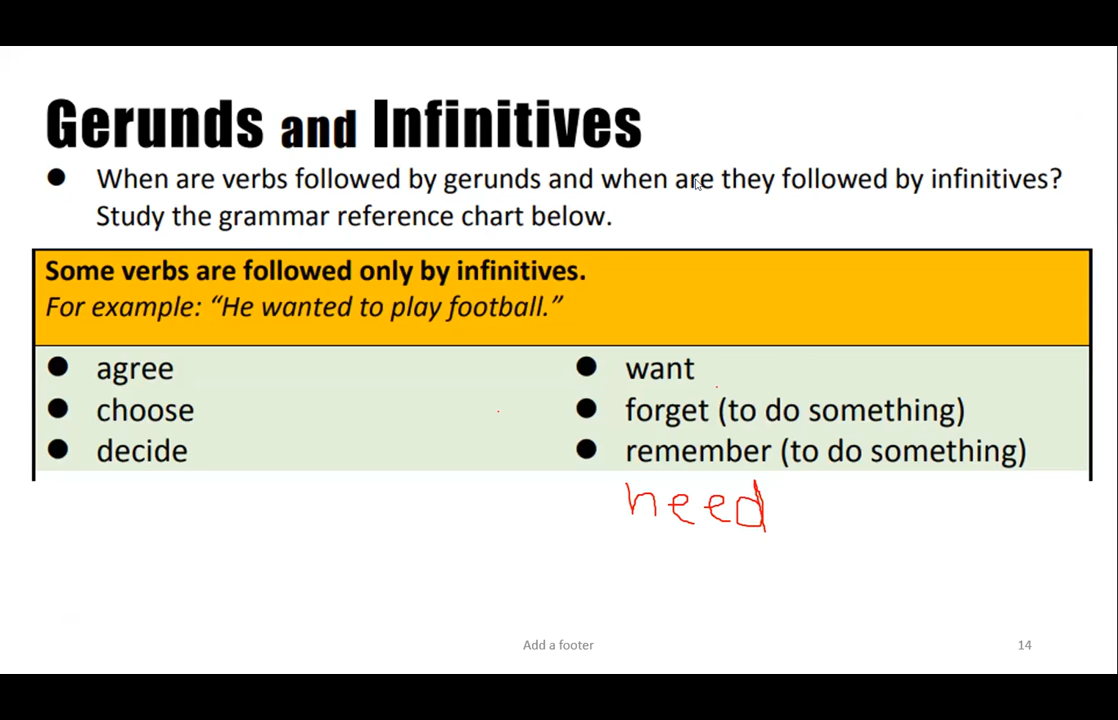 Gerunds and Infinitives
● When are verbs followed by gerunds and when are they followed by infinitives?
Study the grammar reference chart below.
Some verbs are followed only by infinitives.
For example: “He wanted to play football.”
● agree
● choose
● decide
● want
● forget (to do something)
● remember (to do something)
need
Add a footer
14